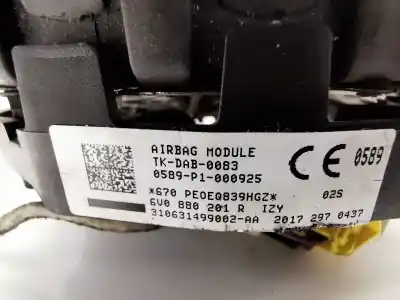 AIRBAG MODULE
TK-DAB-0083
0589-P1-000925
CE 0589
*670 PEOEQ839HGZ* 02S
6V0 880 201 R IZY
310631499002-AA 2017 297 0437